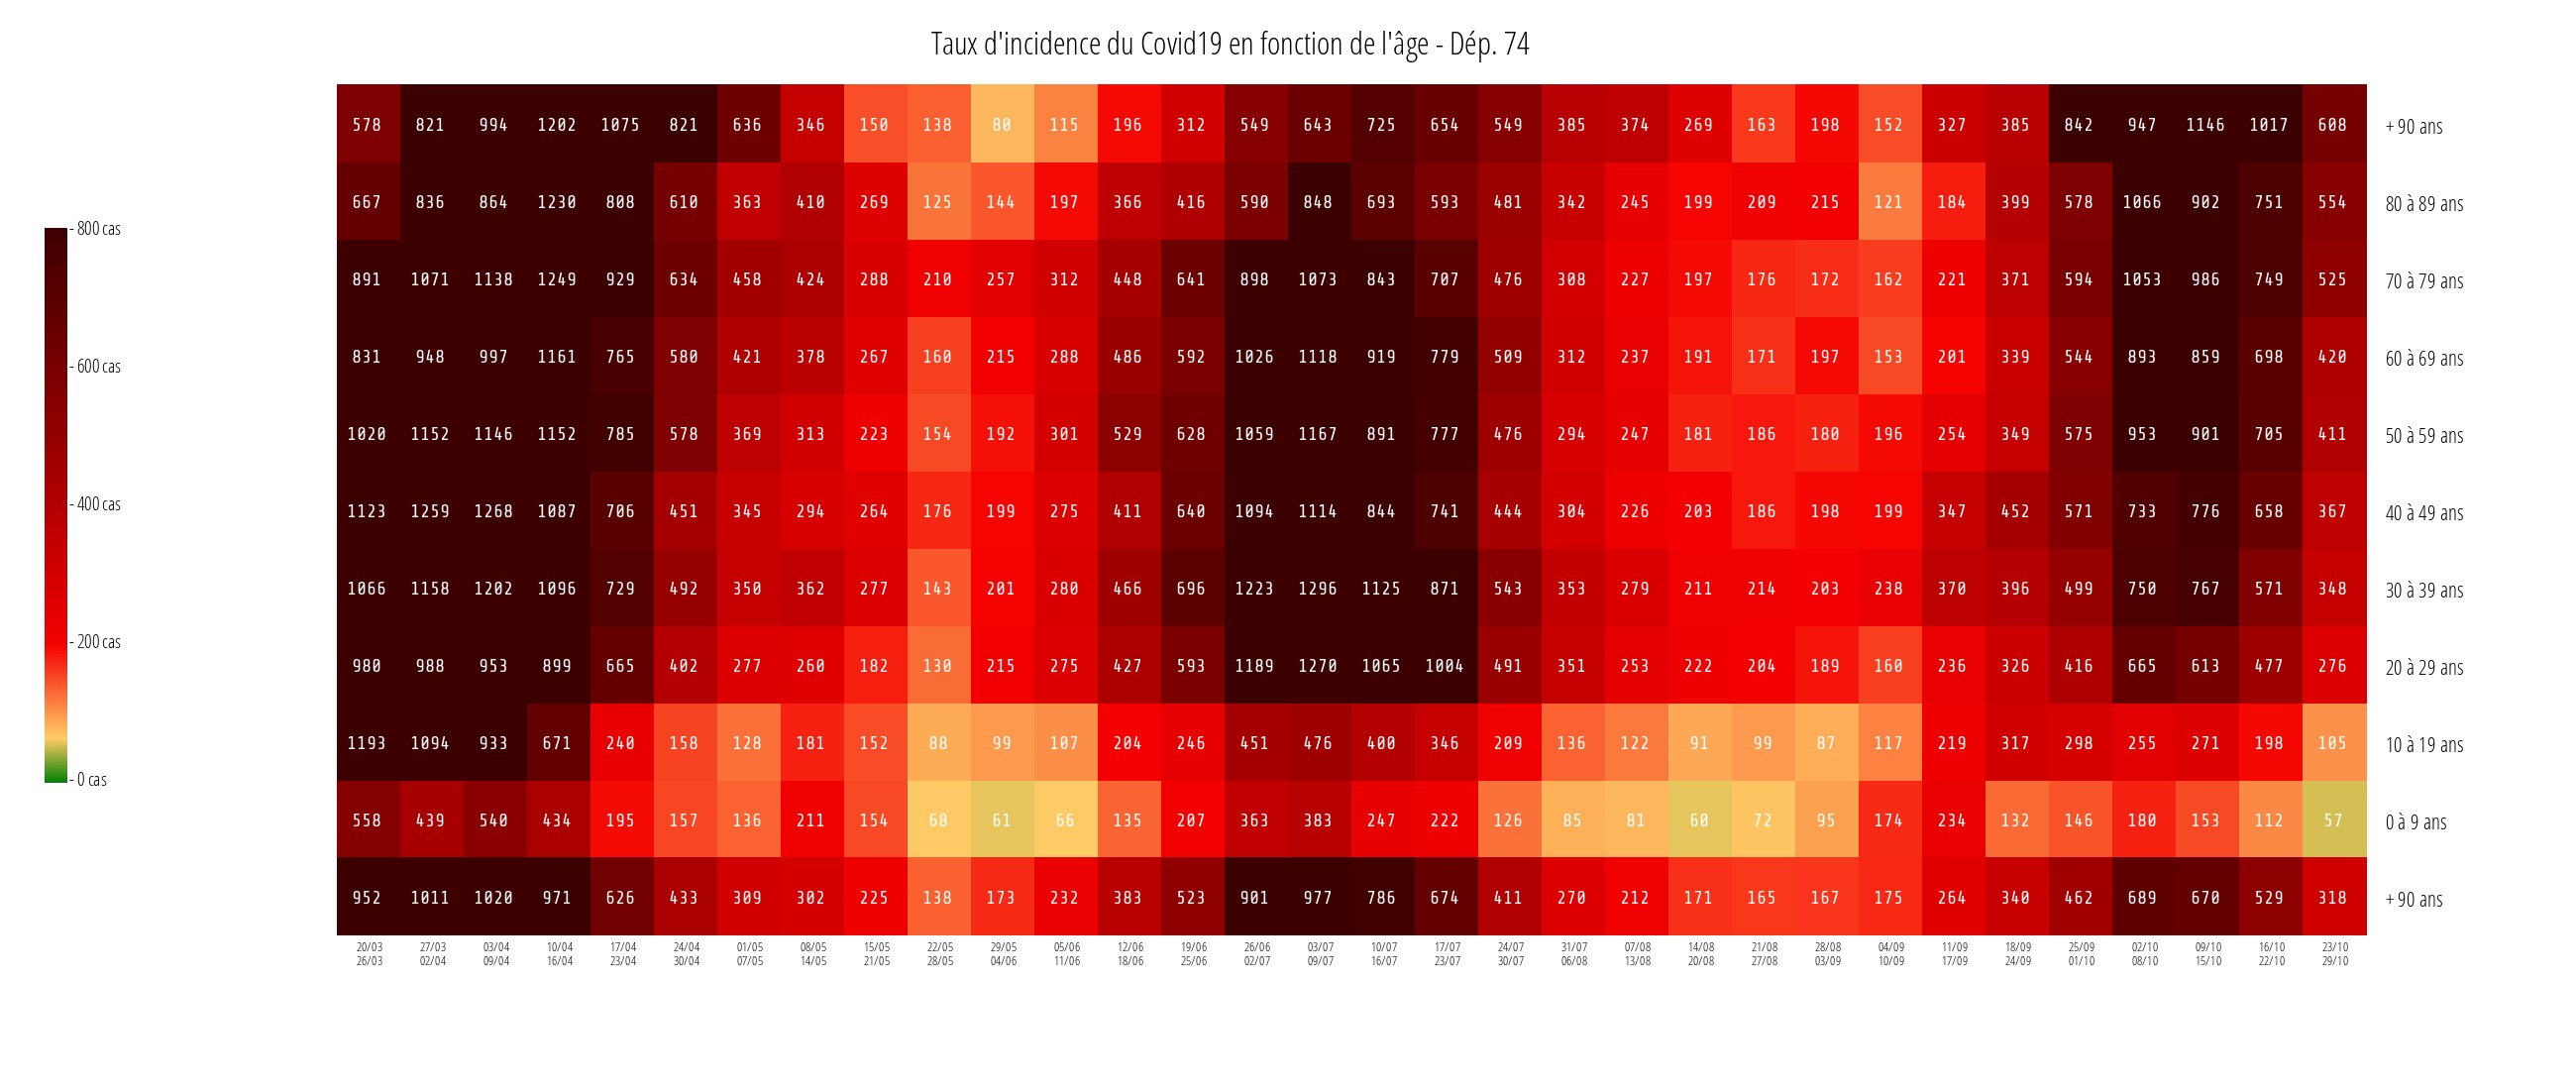 Taux d'incidence du Covid19 en fonction de l'âge - Dép. 74
578 821 994 1202 1075 821 636 346 150 138 80 115 196 312 549 643 725 654 549 385 374 269 163 198 152 327 385 842 947 1146 1017 608 + 90 ans
667 836 864 1230 808 610 363 410 269 125 144 197 366 416 590 848 693 593 481 342 245 199 209 215 121 184 399 578 1066 902 751 554 80 à 89 ans
- 800 cas
891 1071 1138 1249 929 634 458 424 288 210 257 312 448 641 898 1073 843 707 476 308 227 197 176 172 162 221 371 594 1053 986 749 525 70 à 79 ans
831 948 997 1161 765 580 421 378 267 160 215 288 486 592 1026 1118 919 779 509 312 237 191 171 197 153 201 339 544 893 859 698 420 60 à 69 ans
- 600 cas
1020 1152 1146 1152 785 578 369 313 223 154 192 301 529 628 1059 1167 891 777 476 294 247 181 186 180 196 254 349 575 953 901 705 411 50 à 59 ans
- 400 cas
1123 1259 1268 1087 706 451 345 294 264 176 199 275 411 640 1094 1114 844 741 444 304 226 203 186 198 199 347 452 571 733 776 658 367 40 à 49 ans
1066 1158 1202 1096 729 492 350 362 277 143 201 280 466 696 1223 1296 1125 871 543 353 279 211 214 203 238 370 396 499 750 767 571 348 30 à 39 ans
- 200 cas
980 988 953 899 665 402 277 260 182 130 215 275 427 593 1189 1270 1065 1004 491 351 253 222 204 189 160 236 326 416 665 613 477 276 20 à 29 ans
1193 1094 933 671 240 158 128 181 152 88 99 107 204 246 451 476 400 346 209 136 122 91 99 87 117 219 317 298 255 271 198 105 10 à 19 ans
- 0 cas
558 439 540 434 195 157 136 211 154 68 61 66 135 207 363 383 247 222 126 85 81 60 72 95 174 234 132 146 180 153 112 57 0 à 9 ans
952 1011 1020 971 626 433 309 302 225 138 173 232 383 523 901 977 786 674 411 270 212 171 165 167 175 264 340 462 689 670 529 318 + 90 ans
20/03 27/03 03/04 10/04 17/04 24/04 01/05 08/05 15/05 22/05 29/05 05/06 12/06 19/06 26/06 03/07 10/07 17/07 24/07 31/07 07/08 14/08 21/08 28/08 04/09 11/09 18/09 25/09 02/10 09/10 16/10 23/10
26/03 02/04 09/04 16/04 23/04 30/04 07/05 14/05 21/05 28/05 04/06 11/06 18/06 25/06 02/07 09/07 16/07 23/07 30/07 06/08 13/08 20/08 27/08 03/09 10/09 17/09 24/09 01/10 08/10 15/10 22/10 29/10